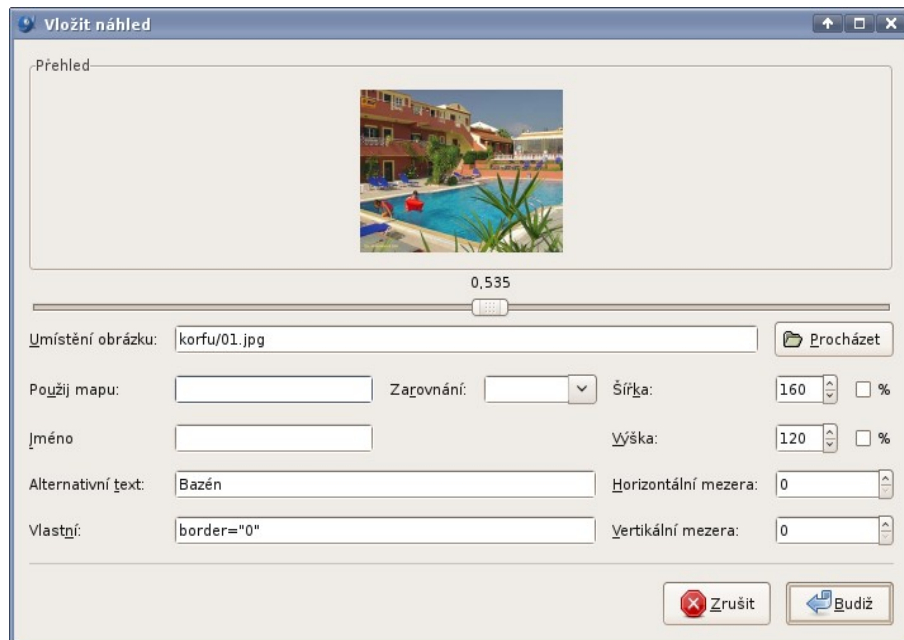 Vložit náhled
Přehled
0,535
Umístění obrázku: korfu/01.jpg Procházet
Použij mapu: Zarovnání: Šířka: 160 %
Jméno Výška: 120 %
Alternativní text: Bazén Horizontální mezera: 0
Vlastní: border="0" Vertikální mezera: 0
Zrušit Budiž